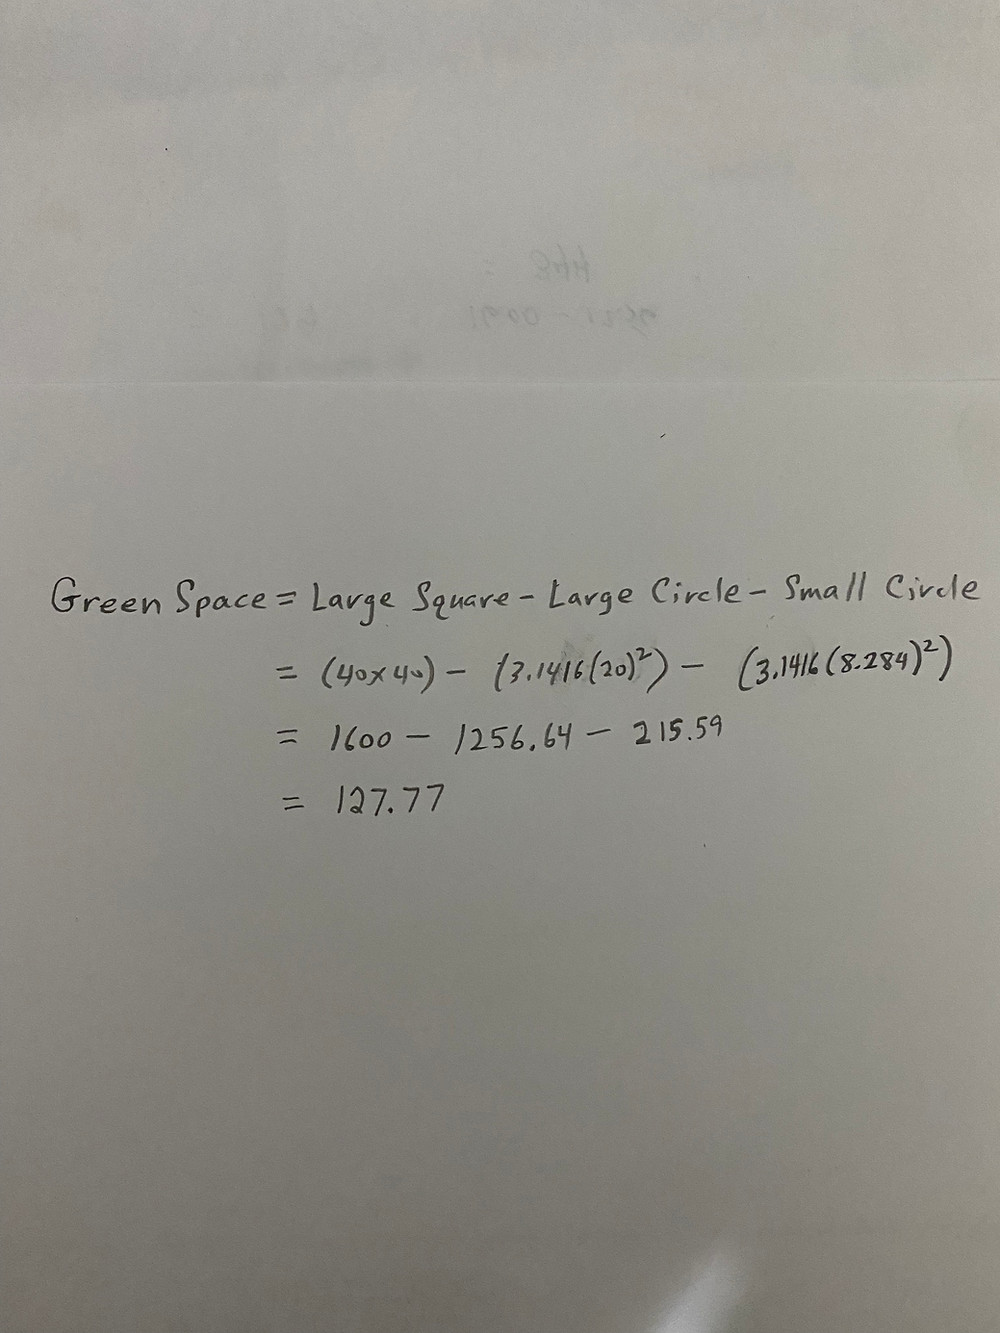 Green Space = Large Square - Large Circle - Small Circle
= (40x40) - (3.1416(20)²) - (3.1416(8.284)²)
= 1600 - 1256.64 - 215.59
= 127.77